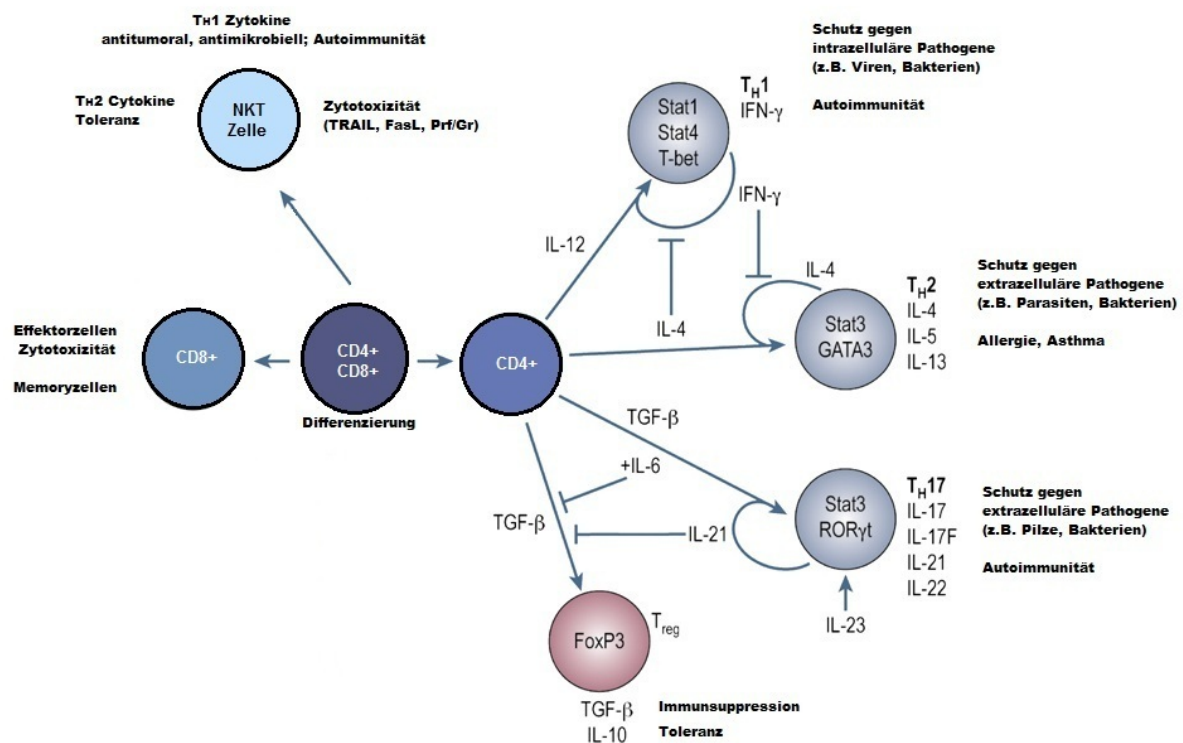 TH1 Zytokine
antitumoral, antimikrobiell; Autoimmunität
TH2 Cytokine
Toleranz
NKT
Zelle
Zytotoxizität
(TRAIL, FasL, Prf/Gr)
Effektorzellen
Zytotoxizität
Memoryzellen
CD8+
CD4+
CD8+
Differenzierung
CD4+
IL-12
Stat1
Stat4
T-bet
TH1
IFN-γ
Schutz gegen
intrazelluläre Pathogene
(z.B. Viren, Bakterien)
Autoimmunität
IFN-γ
IL-4
IL-4
Stat3
GATA3
TH2
IL-4
IL-5
IL-13
Schutz gegen
extrazelluläre Pathogene
(z.B. Parasiten, Bakterien)
Allergie, Asthma
TGF-β
+IL-6
TGF-β
IL-21
Stat3
RORγt
TH17
IL-17
IL-17F
IL-21
IL-22
Schutz gegen
extrazelluläre Pathogene
(z.B. Pilze, Bakterien)
Autoimmunität
IL-23
FoxP3
Treg
TGF-β
IL-10
Immunsuppression
Toleranz